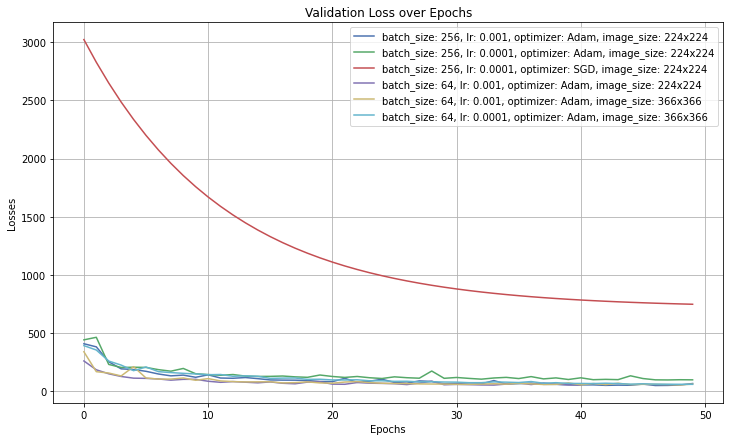 Validation Loss over Epochs
batch_size: 256, lr: 0.001, optimizer: Adam, image_size: 224x224
batch_size: 256, lr: 0.0001, optimizer: Adam, image_size: 224x224
batch_size: 256, lr: 0.0001, optimizer: SGD, image_size: 224x224
batch_size: 64, lr: 0.001, optimizer: Adam, image_size: 224x224
batch_size: 64, lr: 0.001, optimizer: Adam, image_size: 366x366
batch_size: 64, lr: 0.0001, optimizer: Adam, image_size: 366x366
Losses
3000
2500
2000
1500
1000
500
0
0 10 20 30 40 50
Epochs